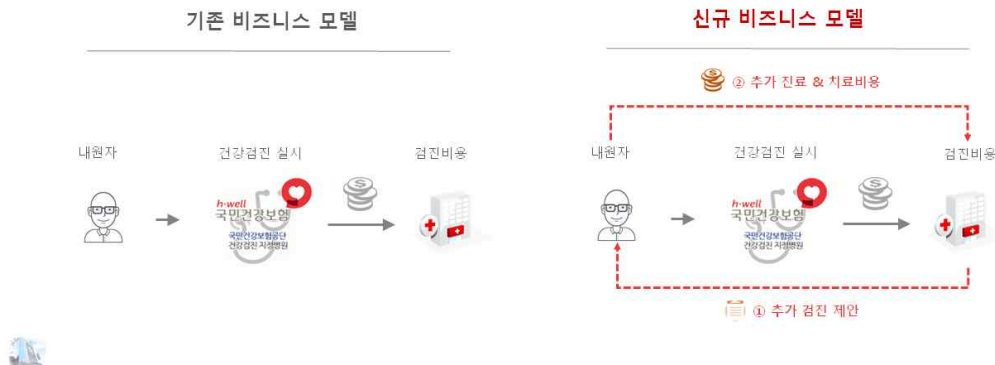 기존 비즈니스 모델
신규 비즈니스 모델
② 추가 진료 & 치료비용
내원자
건강검진 실시
검진비용
내원자
건강검진 실시
검진비용
h·well
국민건강보험
국민건강보험공단
건강검진 지정병원
h·well
국민건강보험
국민건강보험공단
건강검진 지정병원
① 추가 검진 제안